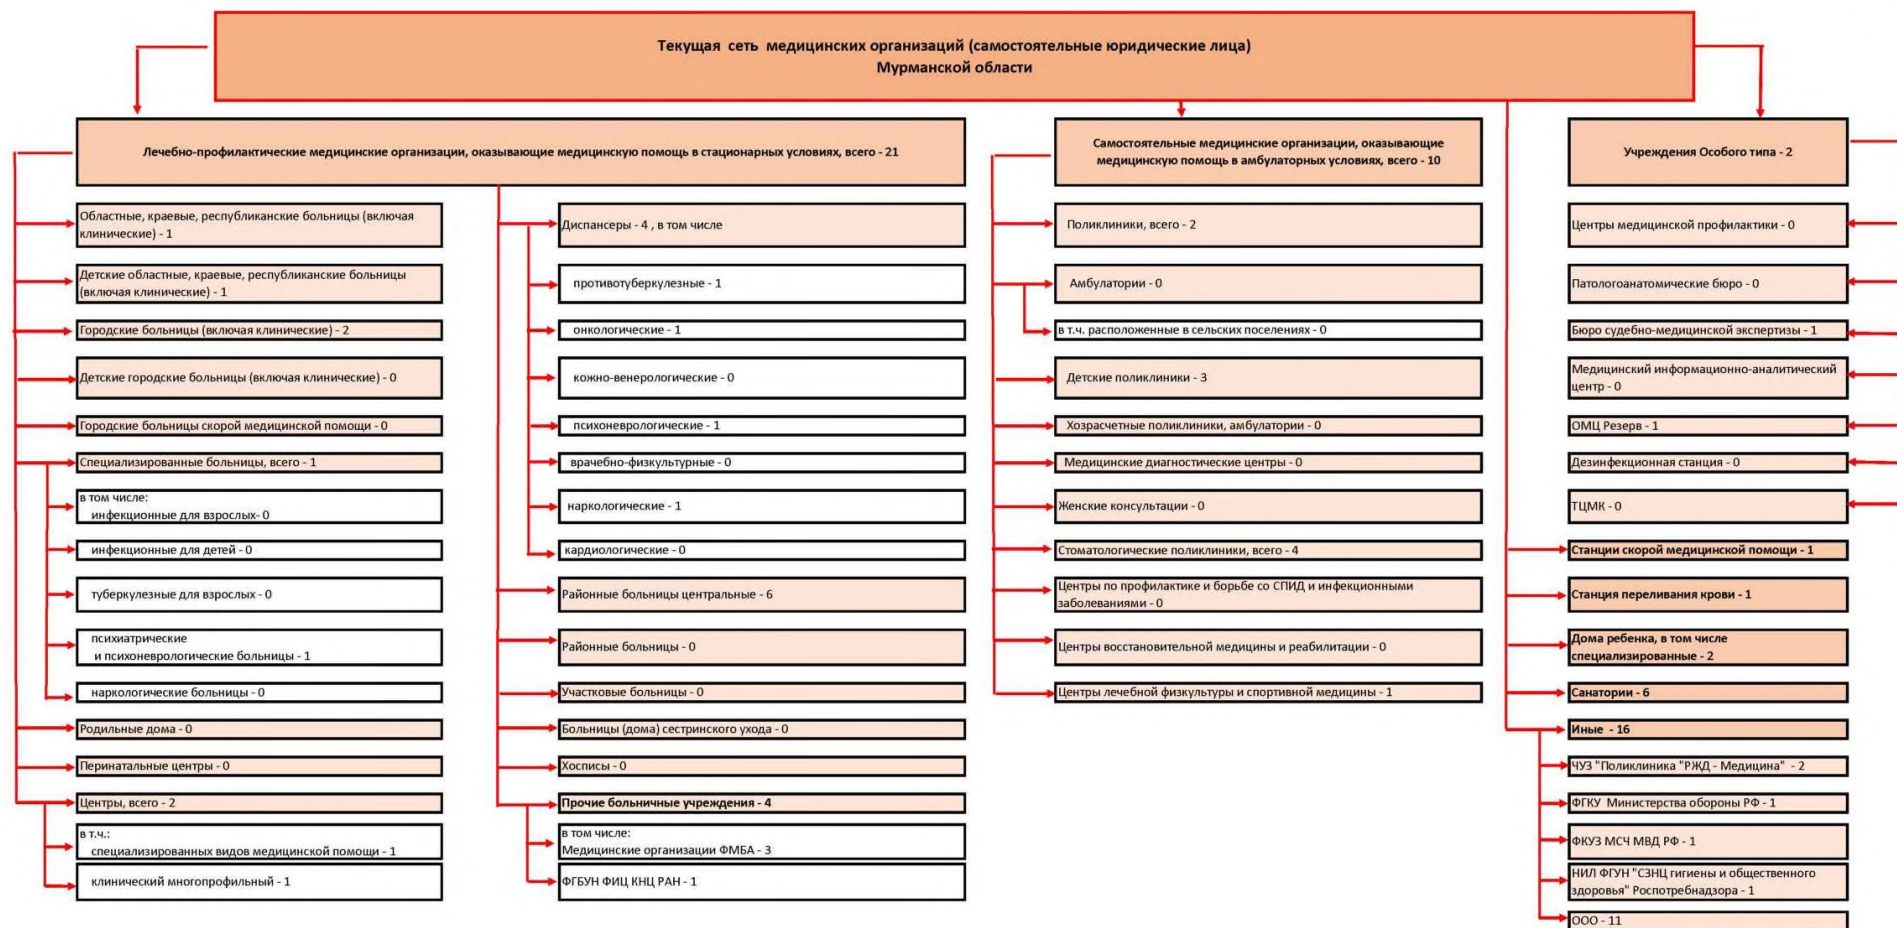 Текущая сеть медицинских организаций (самостоятельные юридические лица)
Мурманской области
Лечебно-профилактические медицинские организации, оказывающие медицинскую помощь в стационарных условиях, всего - 21
Областные, краевые, республиканские больницы (включая
клинические) - 1
Детские областные, краевые, республиканские больницы
(включая клинические) - 1
Городские больницы (включая клинические) - 2
Детские городские больницы (включая клинические) - 0
Городские больницы скорой медицинской помощи - 0
Специализированные больницы, всего - 1
в том числе:
инфекционные для взрослых- 0
инфекционные для детей - 0
туберкулезные для взрослых - 0
психиатрические
и психоневрологические больницы - 1
наркологические больницы - 0
Родильные дома - 0
Перинатальные центры - 0
Центры, всего - 2
в т.ч.:
специализированных видов медицинской помощи - 1
клинический многопрофильный - 1
Диспансеры - 4 , в том числе
противотуберкулезные - 1
онкологические - 1
кожно-венерологические - 0
психоневрологические - 1
врачебно-физкультурные - 0
наркологические - 1
кардиологические - 0
Районные больницы центральные - 6
Районные больницы - 0
Участковые больницы - 0
Больницы (дома) сестринского ухода - 0
Хосписы - 0
Прочие больничные учреждения - 4
в том числе:
Медицинские организации ФМБА - 3
ФГБУН ФИЦ КНЦ РАН - 1
Самостоятельные медицинские организации, оказывающие
медицинскую помощь в амбулаторных условиях, всего - 10
Поликлиники, всего - 2
Амбулатории - 0
в т.ч. расположенные в сельских поселениях - 0
Детские поликлиники - 3
Хозрасчетные поликлиники, амбулатории - 0
Медицинские диагностические центры - 0
Женские консультации - 0
Стоматологические поликлиники, всего - 4
Центры по профилактике и борьбе со СПИД и инфекционными
заболеваниями - 0
Центры восстановительной медицины и реабилитации - 0
Центры лечебной физкультуры и спортивной медицины - 1
Учреждения Особого типа - 2
Центры медицинской профилактики - 0
Патологоанатомические бюро - 0
Бюро судебно-медицинской экспертизы - 1
Медицинский информационно-аналитический
центр - 0
ОМЦ Резерв - 1
Дезинфекционная станция - 0
ТЦМК - 0
Станции скорой медицинской помощи - 1
Станция переливания крови - 1
Дома ребенка, в том числе
специализированные - 2
Санатории - 6
Иные - 16
ЧУЗ "Поликлиника "РЖД - Медицина" - 2
ФГКУ Министерства обороны РФ - 1
ФКУЗ МСЧ МВД РФ - 1
НИЛ ФГУН "СЗНЦ гигиены и общественного
здоровья" Роспотребнадзора - 1
ООО - 11